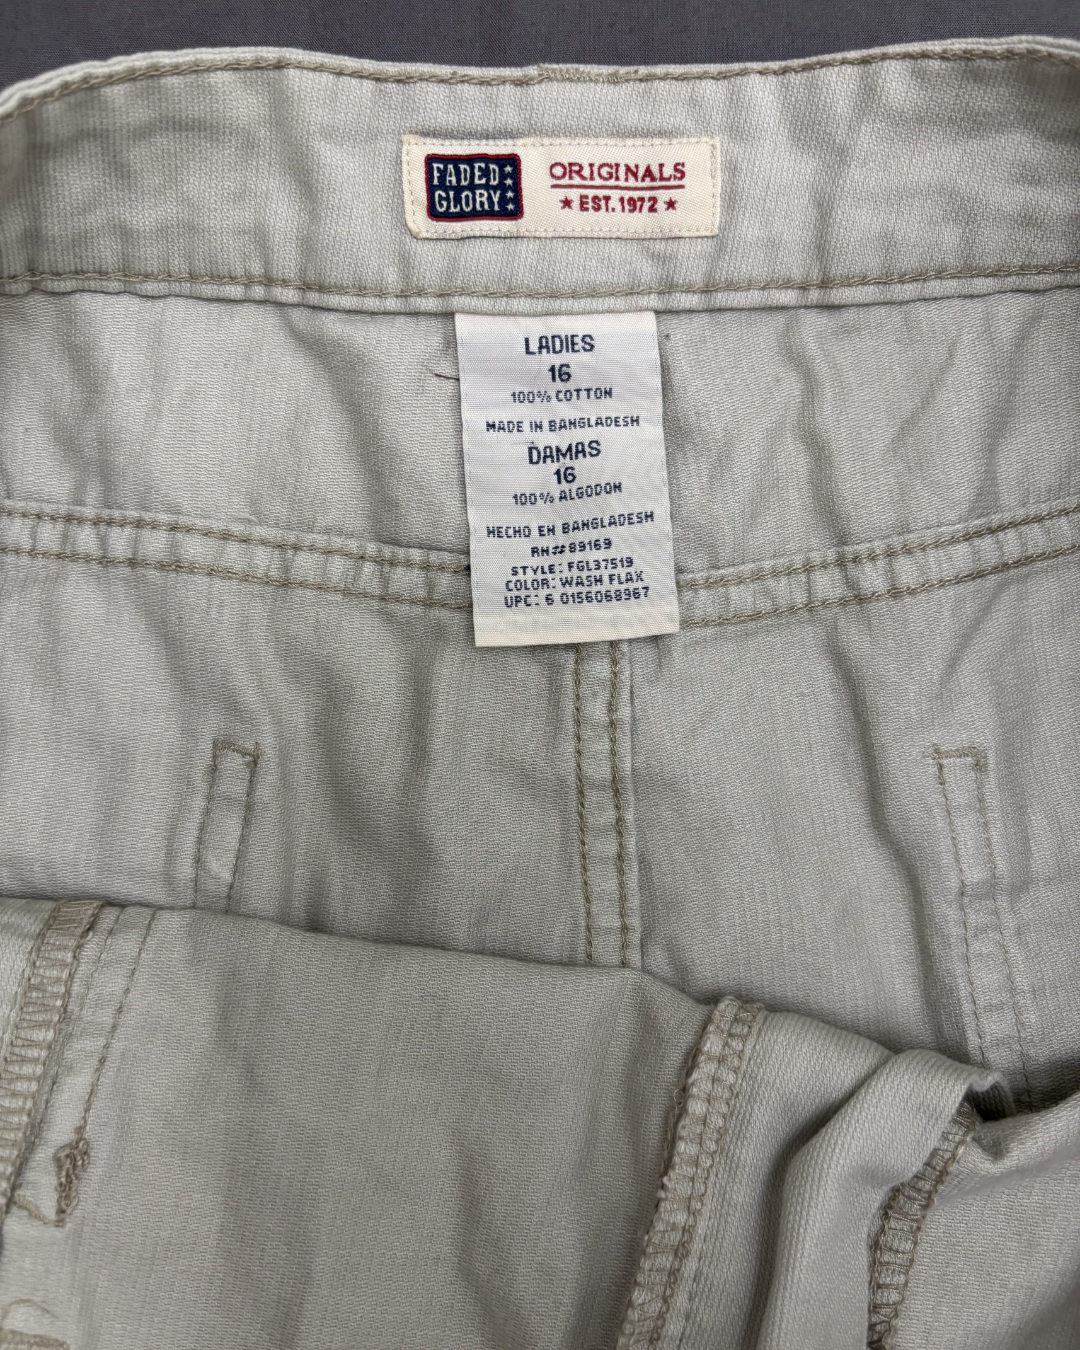 FADED
GLORY
ORIGINALS
★ EST. 1972 ★
LADIES
16
100% COTTON
MADE IN BANGLADESH
DAMAS
16
100% ALGODON
HECHO EN BANGLADESH
RN#89169
STYLE: FGL37519
COLOR: WASH FLAX
UPC: 6 0156068967